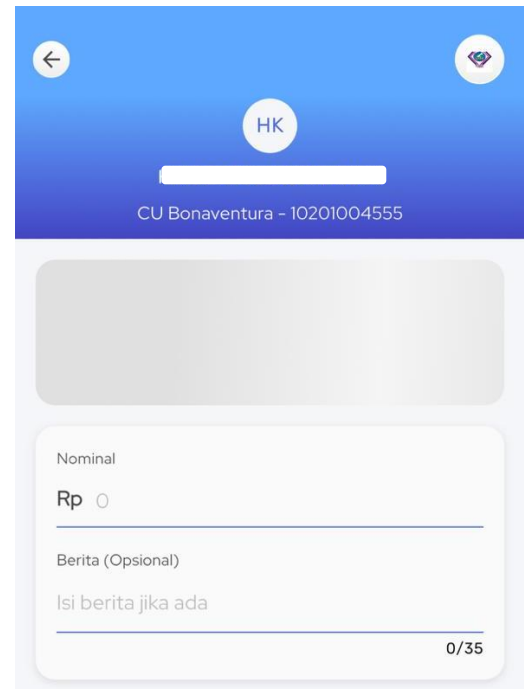 HK
CU Bonaventura - 10201004555
Nominal
Rp 0
Berita (Opsional)
Isi berita jika ada
0/35